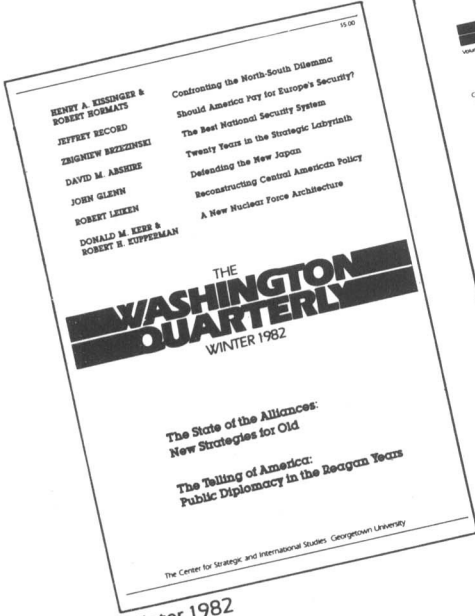 15.00
HENRY A. KISSINGER &
ROBERT HORMATS
Confronting the North-South Dilemma
JEFFREY RECORD
Should America Pay for Europe's Security?
ZBIGNIEW BRZEZINSKI
The Best National Security System
DAVID M. ABSHIRE
Twenty Years in the Strategic Labyrinth
JOHN GLENN
Defending the New Japan
ROBERT LEIKEN
Reconstructing Central American Policy
DONALD M. KERR &
ROBERT H. KUPPERMAN
A New Nuclear Force Architecture
THE
WASHINGTON
QUARTERLY
WINTER 1982
The State of the Alliances:
New Strategies for Old
The Telling of America:
Public Diplomacy in the Reagan Years
The Center for Strategic and International Studies Georgetown University
1982